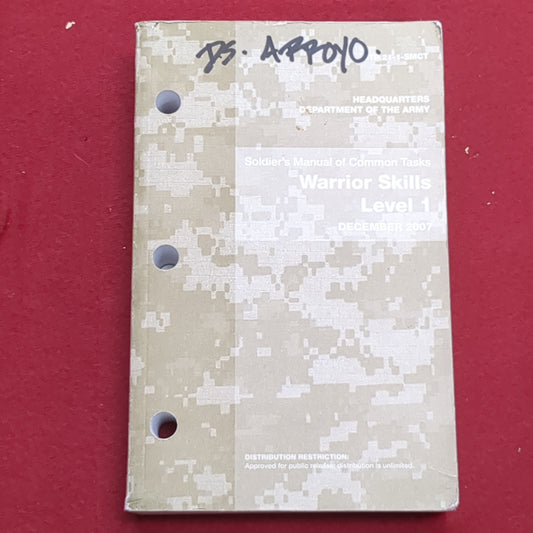 DS. ARROYO.
21-1-SMCT
HEADQUARTERS
DEPARTMENT OF THE ARMY
Soldier's Manual of Common Tasks
Warrior Skills
Level 1
DECEMBER 2007
DISTRIBUTION RESTRICTION:
Approved for public release; distribution is unlimited.